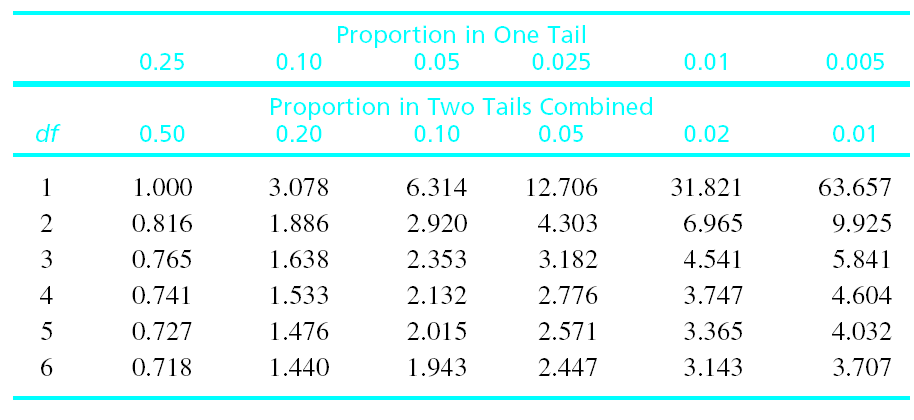 Proportion in One Tail
0.25 0.10 0.05 0.025 0.01 0.005
Proportion in Two Tails Combined
df 0.50 0.20 0.10 0.05 0.02 0.01
1 1.000 3.078 6.314 12.706 31.821 63.657
2 0.816 1.886 2.920 4.303 6.965 9.925
3 0.765 1.638 2.353 3.182 4.541 5.841
4 0.741 1.533 2.132 2.776 3.747 4.604
5 0.727 1.476 2.015 2.571 3.365 4.032
6 0.718 1.440 1.943 2.447 3.143 3.707